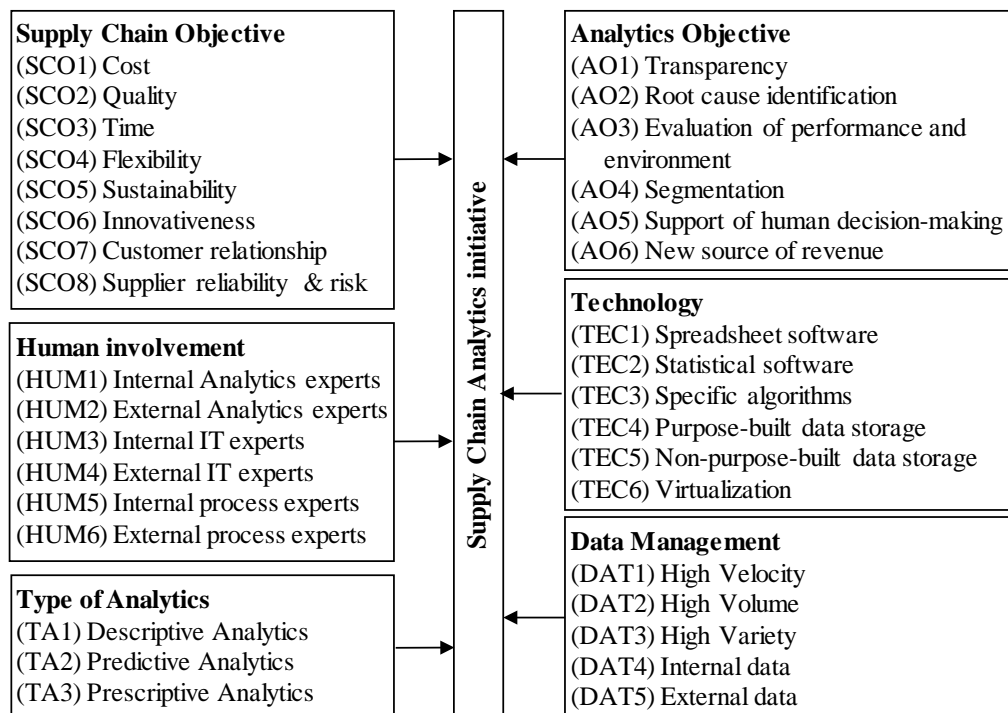 Supply Chain Objective
(SCO1) Cost
(SCO2) Quality
(SCO3) Time
(SCO4) Flexibility
(SCO5) Sustainability
(SCO6) Innovativeness
(SCO7) Customer relationship
(SCO8) Supplier reliability & risk
Human involvement
(HUM1) Internal Analytics experts
(HUM2) External Analytics experts
(HUM3) Internal IT experts
(HUM4) External IT experts
(HUM5) Internal process experts
(HUM6) External process experts
Type of Analytics
(TA1) Descriptive Analytics
(TA2) Predictive Analytics
(TA3) Prescriptive Analytics
Supply Chain Analytics initiative
Analytics Objective
(AO1) Transparency
(AO2) Root cause identification
(AO3) Evaluation of performance and
environment
(AO4) Segmentation
(AO5) Support of human decision-making
(AO6) New source of revenue
Technology
(TEC1) Spreadsheet software
(TEC2) Statistical software
(TEC3) Specific algorithms
(TEC4) Purpose-built data storage
(TEC5) Non-purpose-built data storage
(TEC6) Virtualization
Data Management
(DAT1) High Velocity
(DAT2) High Volume
(DAT3) High Variety
(DAT4) Internal data
(DAT5) External data